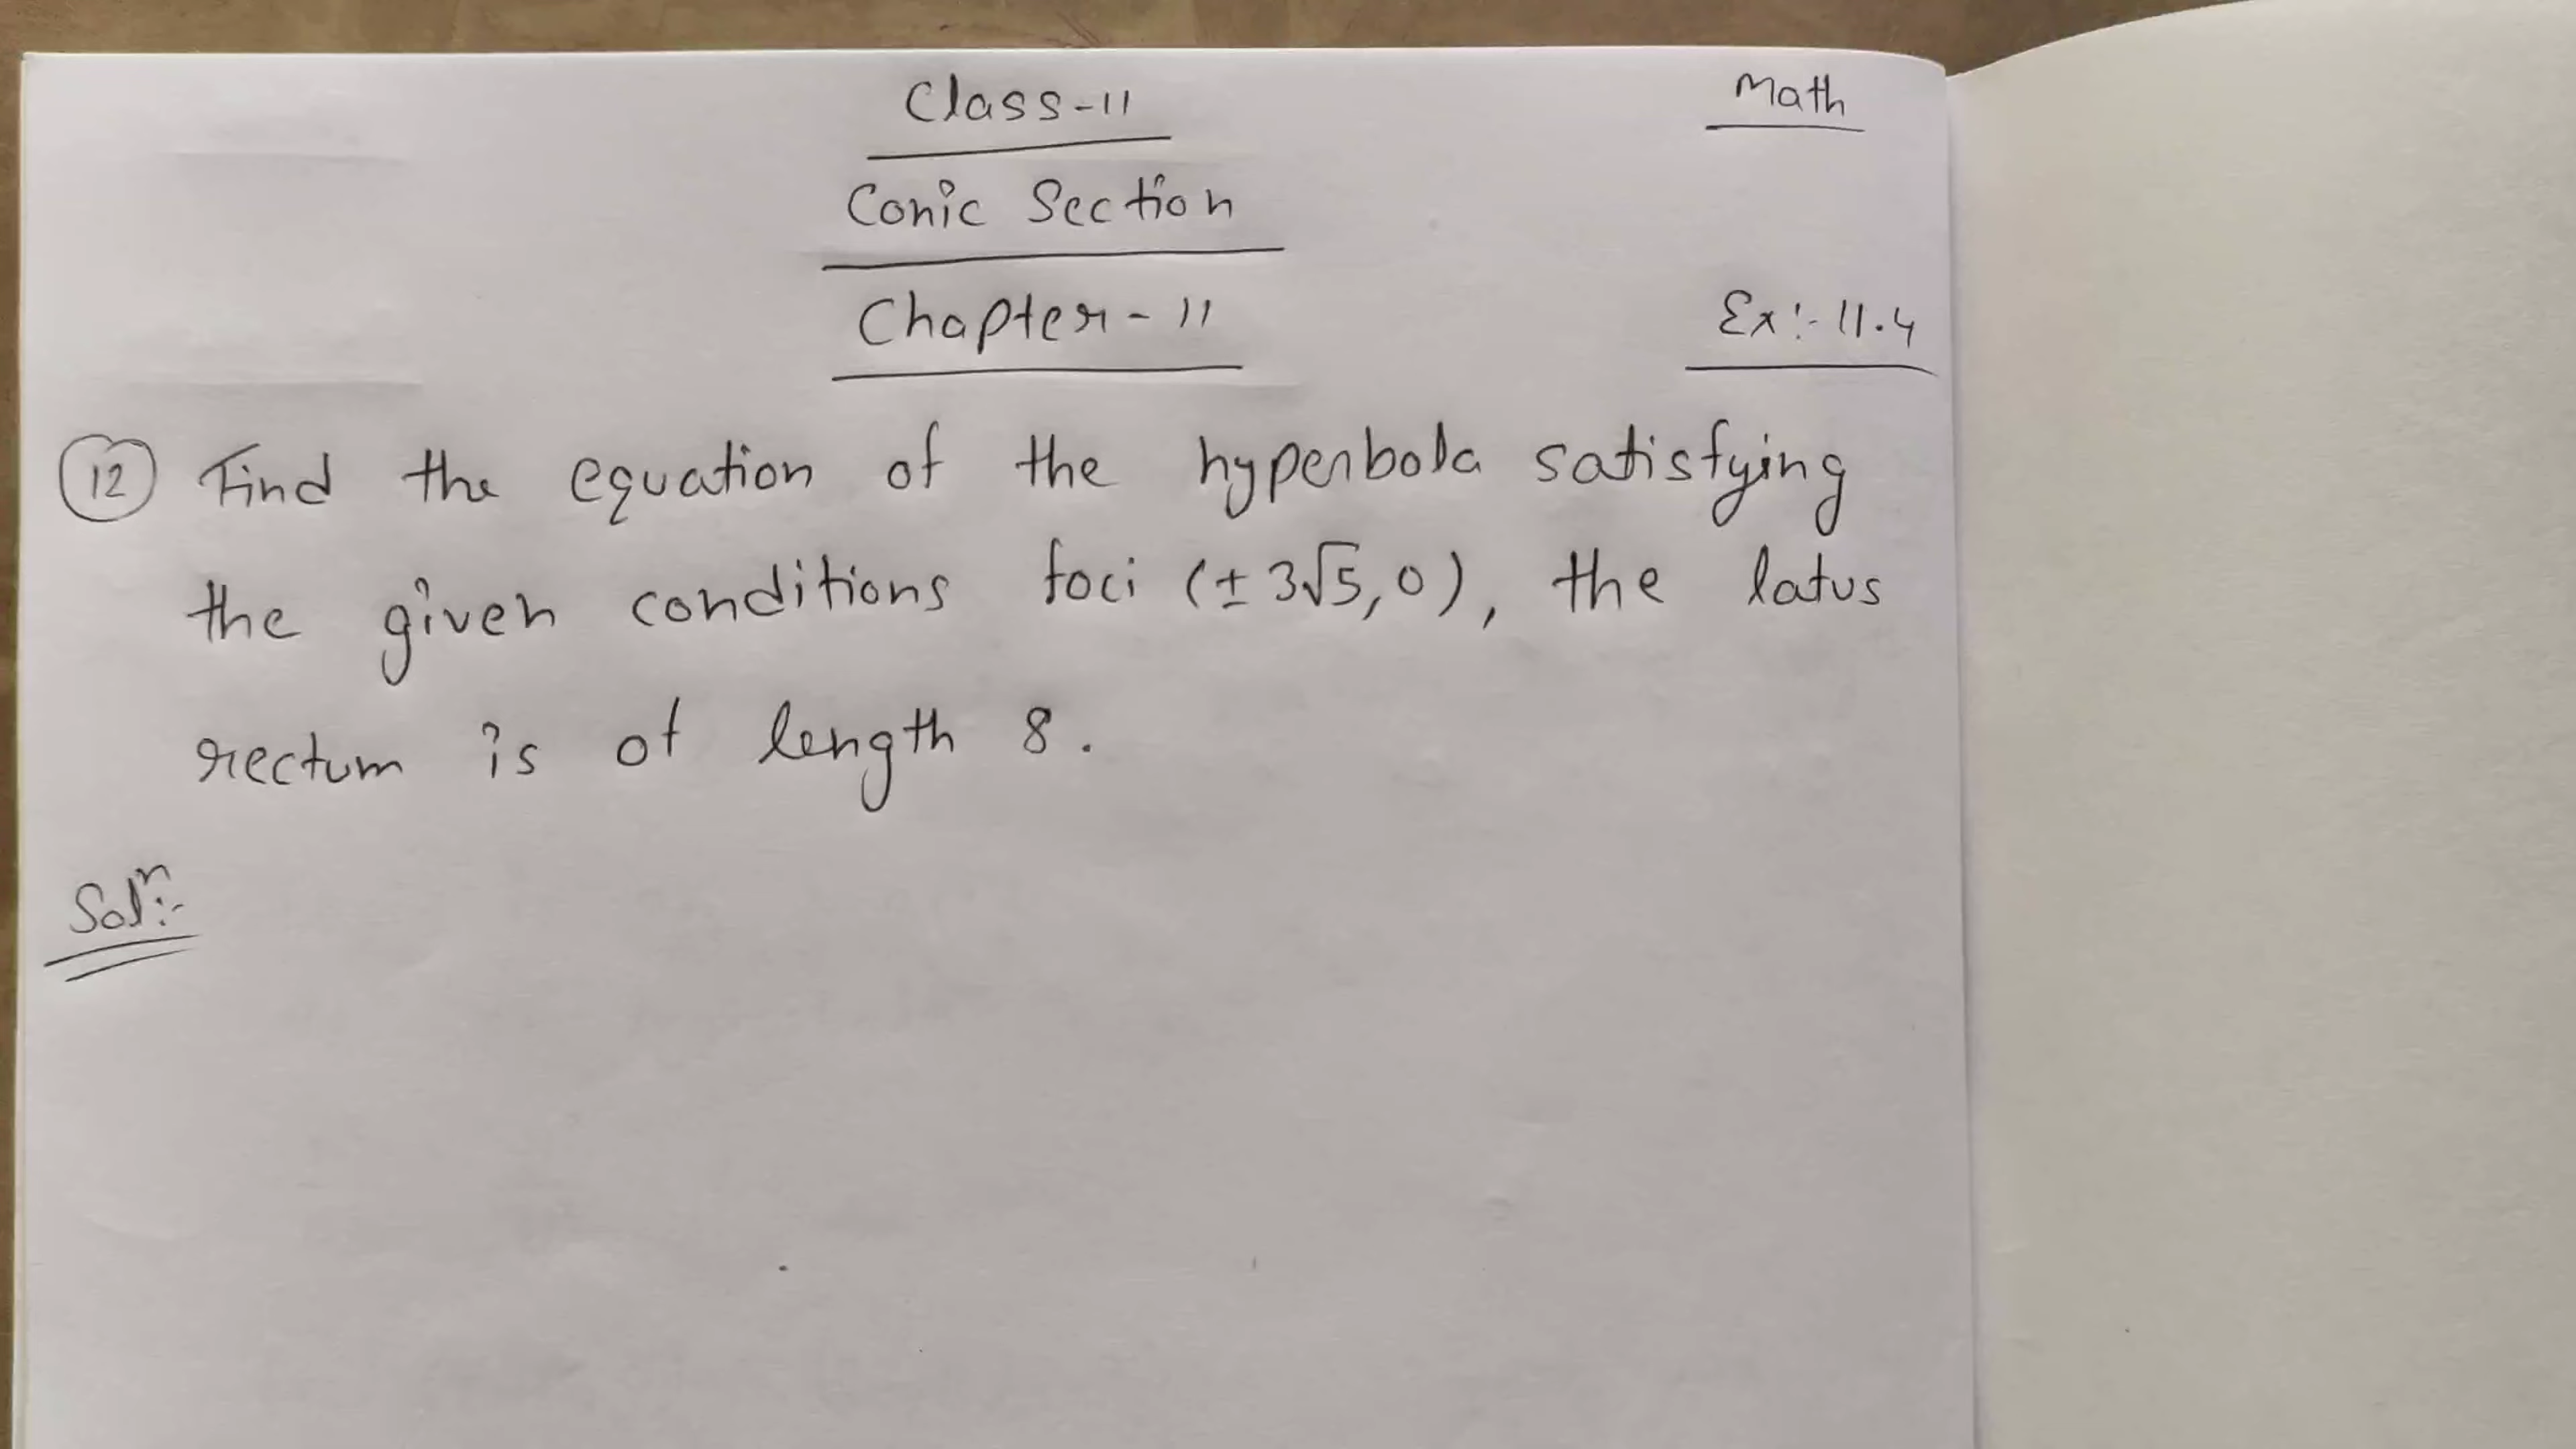 Class-11
Math
Conic Section
Chapter-11
Ex:- 11.4
12 Find the equation of the hyperbola satisfying
the given conditions foci (± 3√5, 0), the latus
rectum is of length 8.
Solⁿ:-